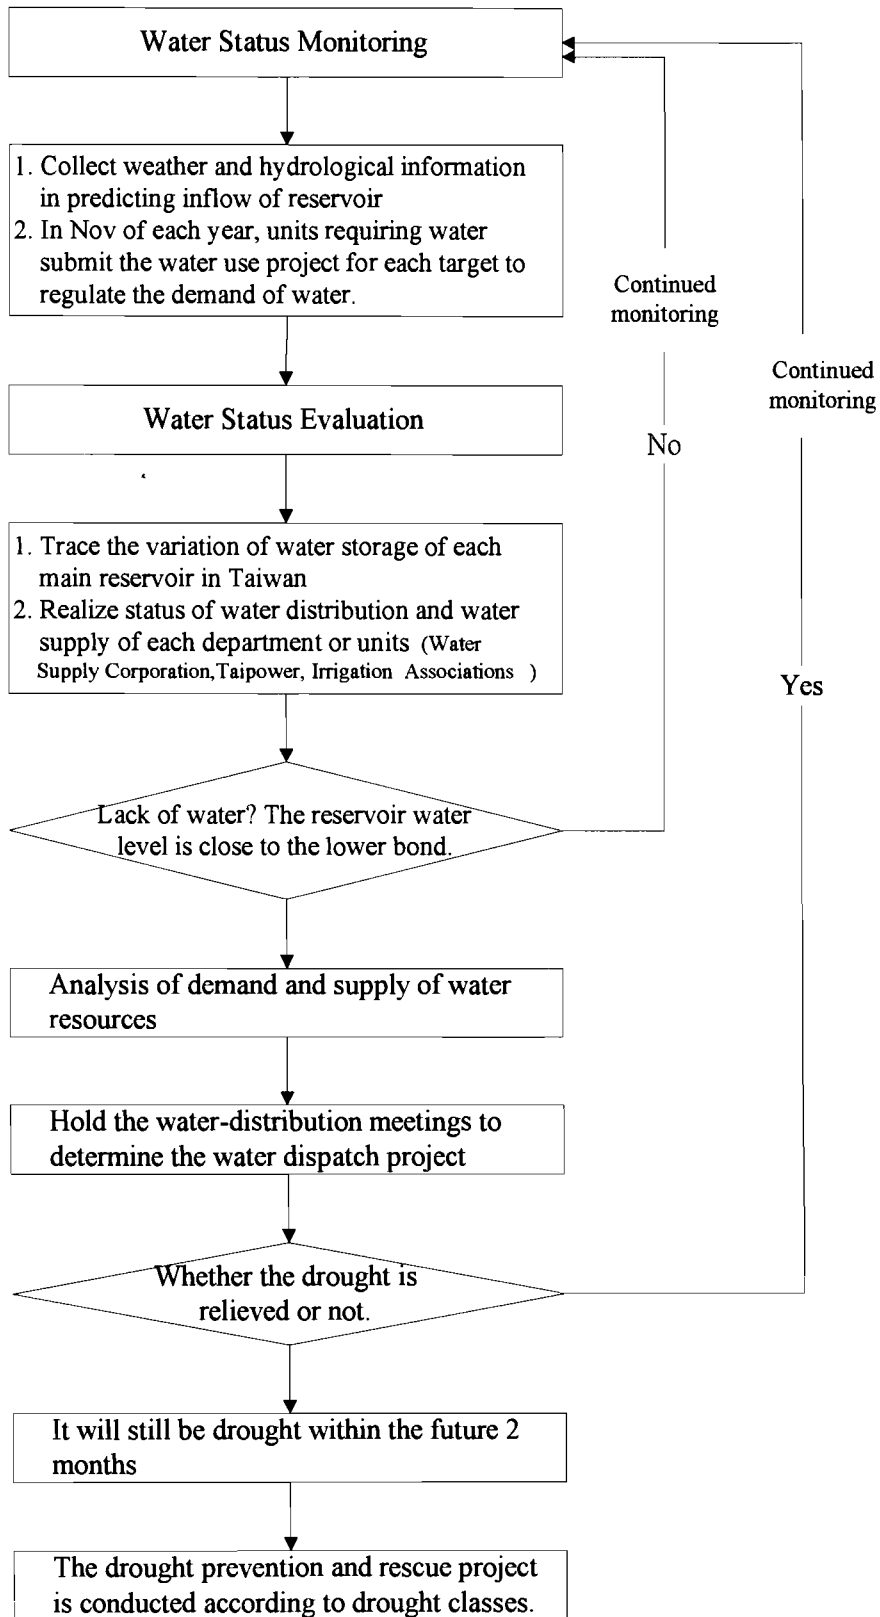 Water Status Monitoring
1. Collect weather and hydrological information
in predicting inflow of reservoir
2. In Nov of each year, units requiring water
submit the water use project for each target to
regulate the demand of water.
Continued
monitoring
Continued
monitoring
Water Status Evaluation
No
1. Trace the variation of water storage of each
main reservoir in Taiwan
2. Realize status of water distribution and water
supply of each department or units (Water
Supply Corporation,Taipower, Irrigation Associations )
Yes
Lack of water? The reservoir water
level is close to the lower bond.
Analysis of demand and supply of water
resources
Hold the water-distribution meetings to
determine the water dispatch project
Whether the drought is
relieved or not.
It will still be drought within the future 2
months
The drought prevention and rescue project
is conducted according to drought classes.